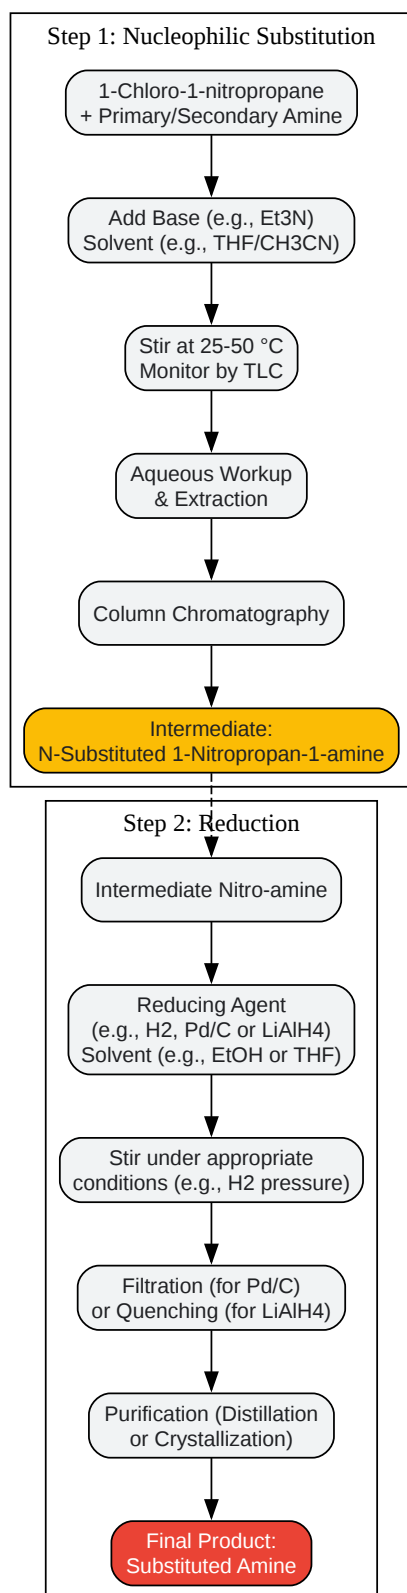 Step 1: Nucleophilic Substitution
1-Chloro-1-nitropropane
+ Primary/Secondary Amine
Add Base (e.g., Et3N)
Solvent (e.g., THF/CH3CN)
Stir at 25-50 °C
Monitor by TLC
Aqueous Workup
& Extraction
Column Chromatography
Intermediate:
N-Substituted 1-Nitropropan-1-amine
Step 2: Reduction
Intermediate Nitro-amine
Reducing Agent
(e.g., H2, Pd/C or LiAlH4)
Solvent (e.g., EtOH or THF)
Stir under appropriate
conditions (e.g., H2 pressure)
Filtration (for Pd/C)
or Quenching (for LiAlH4)
Purification (Distillation
or Crystallization)
Final Product:
Substituted Amine